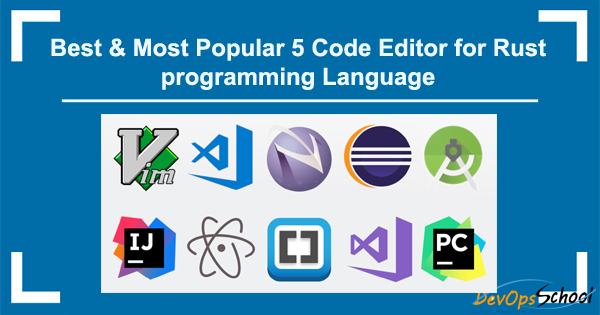 Best & Most Popular 5 Code Editor for Rust
programming Language
Vim
IJ
PC
DevOpsSchool